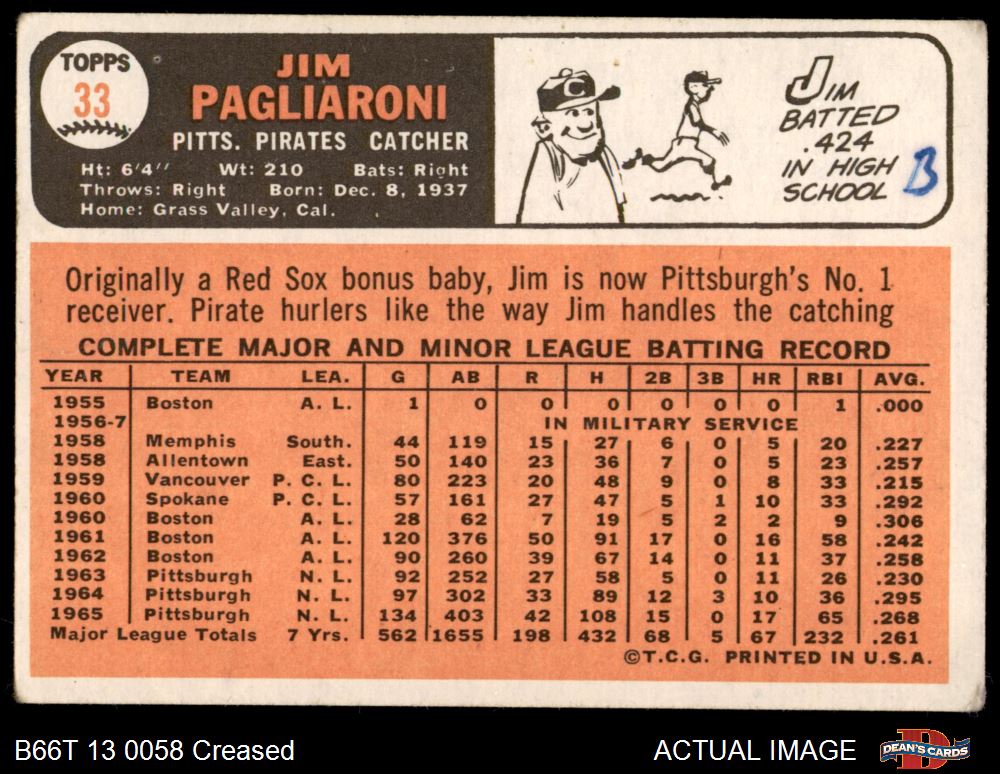 TOPPS
33
JIM
PAGLIARONI
PITTS. PIRATES CATCHER
Ht: 6'4" Wt: 210 Bats: Right
Throws: Right Born: Dec. 8, 1937
Home: Grass Valley, Cal.
C
JIM
BATTED
.424
IN HIGH
SCHOOL
B
Originally a Red Sox bonus baby, Jim is now Pittsburgh's No. 1
receiver. Pirate hurlers like the way Jim handles the catching
COMPLETE MAJOR AND MINOR LEAGUE BATTING RECORD
YEAR TEAM LEA. G AB R H 2B 3B HR RBI AVG.
1955 Boston A. L. 1 0 0 0 0 0 0 1 .000
1956-7 IN MILITARY SERVICE
1958 Memphis South. 44 119 15 27 6 0 5 20 .227
1958 Allentown East. 50 140 23 36 7 0 5 23 .257
1959 Vancouver P. C. L. 80 223 20 48 9 0 8 33 .215
1960 Spokane P. C. L. 57 161 27 47 5 1 10 33 .292
1960 Boston A. L. 28 62 7 19 5 2 2 9 .306
1961 Boston A. L. 120 376 50 91 17 0 16 58 .242
1962 Boston A. L. 90 260 39 67 14 0 11 37 .258
1963 Pittsburgh N. L. 92 252 27 58 5 0 11 26 .230
1964 Pittsburgh N. L. 97 302 33 89 12 3 10 36 .295
1965 Pittsburgh N. L. 134 403 42 108 15 0 17 65 .268
Major League Totals 7 Yrs. 562 1655 198 432 68 5 67 232 .261
©T.C.G. PRINTED IN U.S.A.
B66T 13 0058 Creased
ACTUAL IMAGE
DEAN'S CARDS